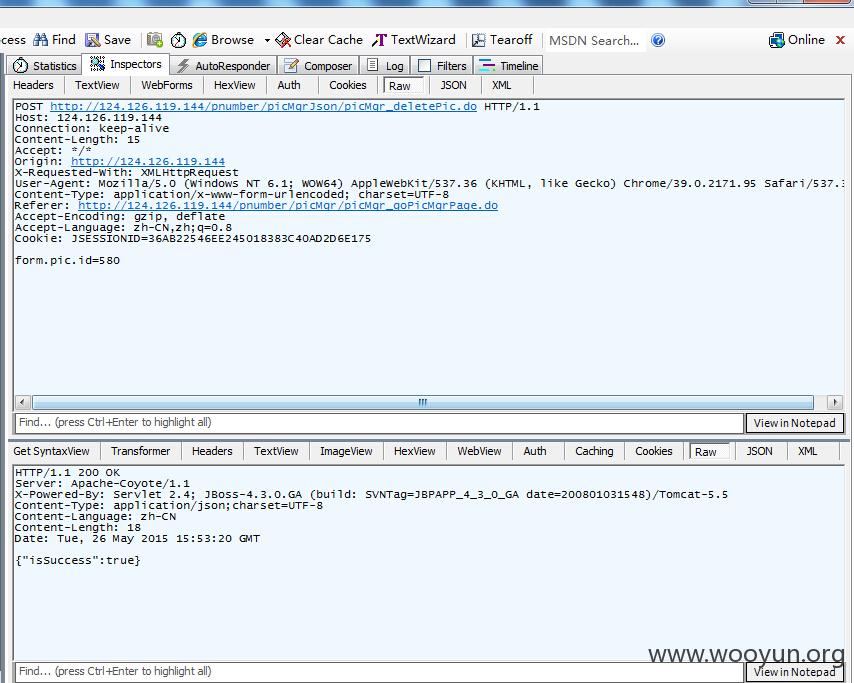 cess Find Save Browse Clear Cache TextWizard Tearoff MSDN Search... Online
Statistics Inspectors AutoResponder Composer Log Filters Timeline
Headers TextView WebForms HexView Auth Cookies Raw JSON XML
POST http://124.126.119.144/pnumber/picMgrJson/picMgr_deletePic.do HTTP/1.1
Host: 124.126.119.144
Connection: keep-alive
Content-Length: 15
Accept: */*
Origin: http://124.126.119.144
X-Requested-With: XMLHttpRequest
User-Agent: Mozilla/5.0 (Windows NT 6.1; WOW64) AppleWebKit/537.36 (KHTML, like Gecko) Chrome/39.0.2171.95 Safari/537.3
Content-Type: application/x-www-form-urlencoded; charset=UTF-8
Referer: http://124.126.119.144/pnumber/picMgr/picMgr_goPicMgrPage.do
Accept-Encoding: gzip, deflate
Accept-Language: zh-CN,zh;q=0.8
Cookie: JSESSIONID=36AB22546EE245018383C40AD2D6E175
form.pic.id=580
Find... (press Ctrl+Enter to highlight all) View in Notepad
Get SyntaxView Transformer Headers TextView ImageView HexView WebView Auth Caching Cookies Raw JSON XML
HTTP/1.1 200 OK
Server: Apache-Coyote/1.1
X-Powered-By: Servlet 2.4; JBoss-4.3.0.GA (build: SVNTag=JBPAPP_4_3_0_GA date=200801031548)/Tomcat-5.5
Content-Type: application/json;charset=UTF-8
Content-Language: zh-CN
Content-Length: 18
Date: Tue, 26 May 2015 15:53:20 GMT
{"isSuccess":true}
www.wooyun.org
Find... (press Ctrl+Enter to highlight all) View in Notepad